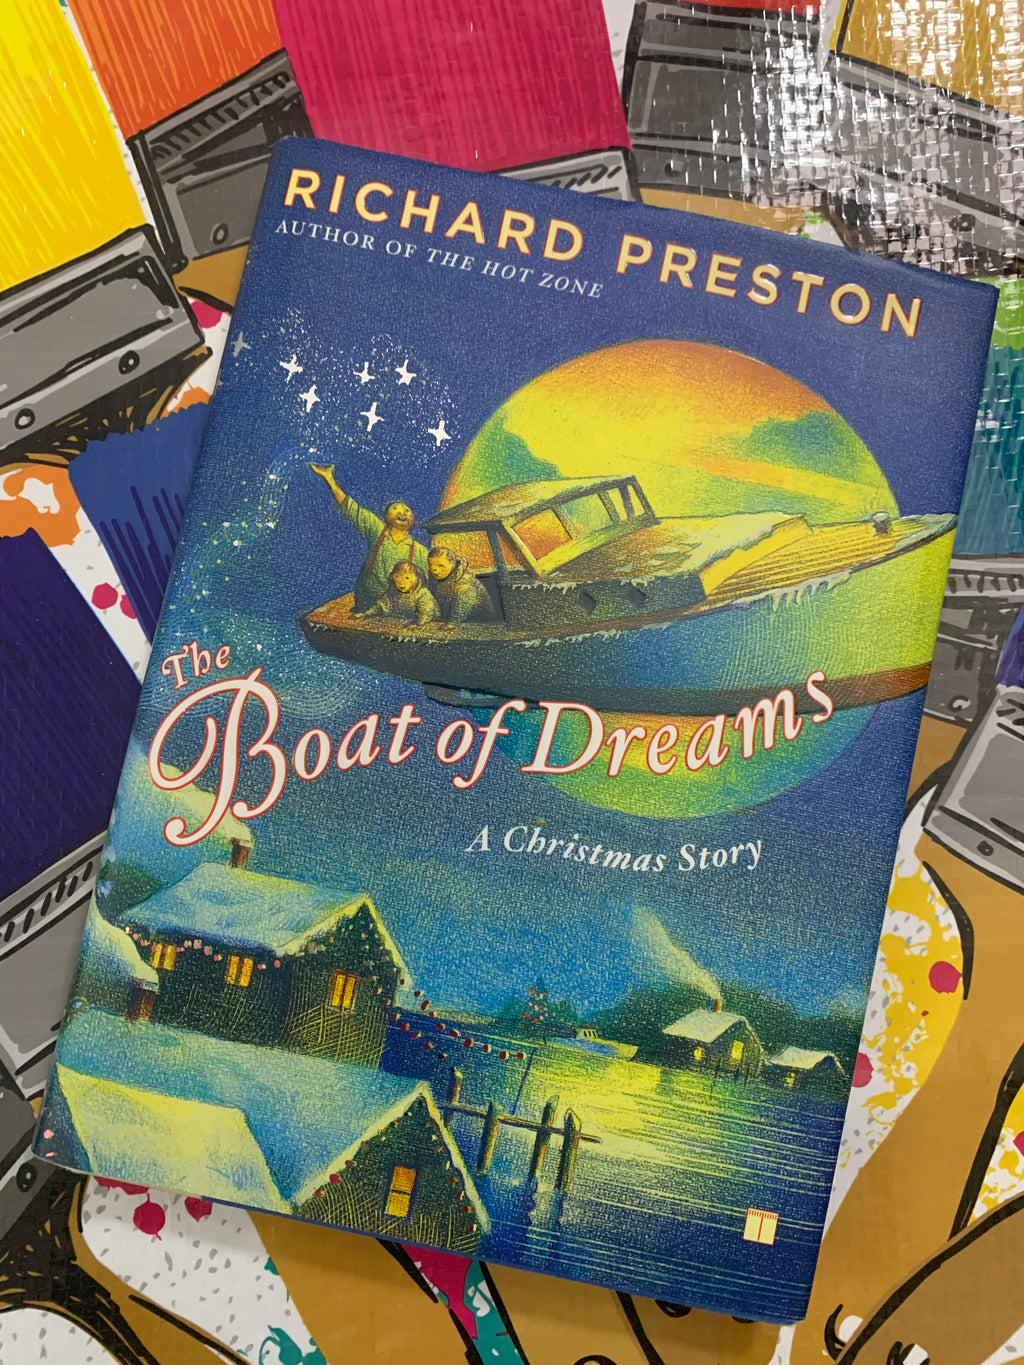 RICHARD PRESTON
AUTHOR OF THE HOT ZONE
The
Boat of Dreams
A Christmas Story